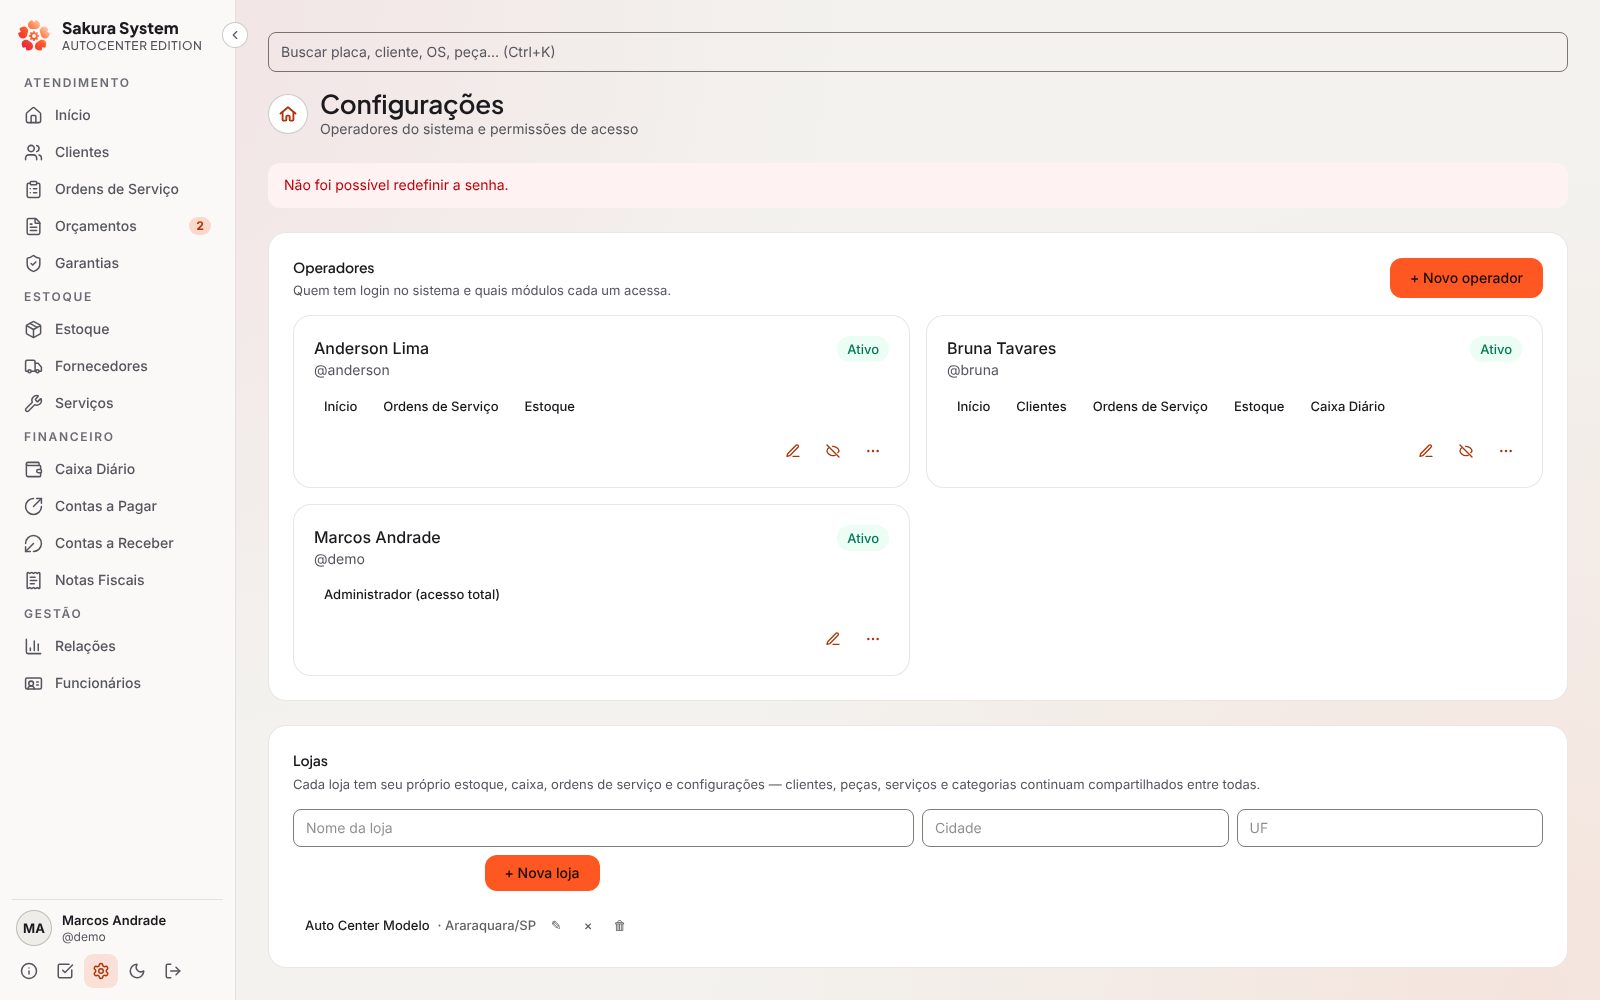 Sakura System
AUTOCENTER EDITION
ATENDIMENTO
Início
Clientes
Ordens de Serviço
Orçamentos 2
Garantias
ESTOQUE
Estoque
Fornecedores
Serviços
FINANCEIRO
Caixa Diário
Contas a Pagar
Contas a Receber
Notas Fiscais
GESTÃO
Relações
Funcionários
MA
Marcos Andrade
@demo
Buscar placa, cliente, OS, peça... (Ctrl+K)
Configurações
Operadores do sistema e permissões de acesso
Não foi possível redefinir a senha.
Operadores
Quem tem login no sistema e quais módulos cada um acessa.
+ Novo operador
Anderson Lima
Ativo
@anderson
Início Ordens de Serviço Estoque
Bruna Tavares
Ativo
@bruna
Início Clientes Ordens de Serviço Estoque Caixa Diário
Marcos Andrade
Ativo
@demo
Administrador (acesso total)
Lojas
Cada loja tem seu próprio estoque, caixa, ordens de serviço e configurações — clientes, peças, serviços e categorias continuam compartilhados entre todas.
Nome da loja
Cidade
UF
+ Nova loja
Auto Center Modelo · Araraquara/SP